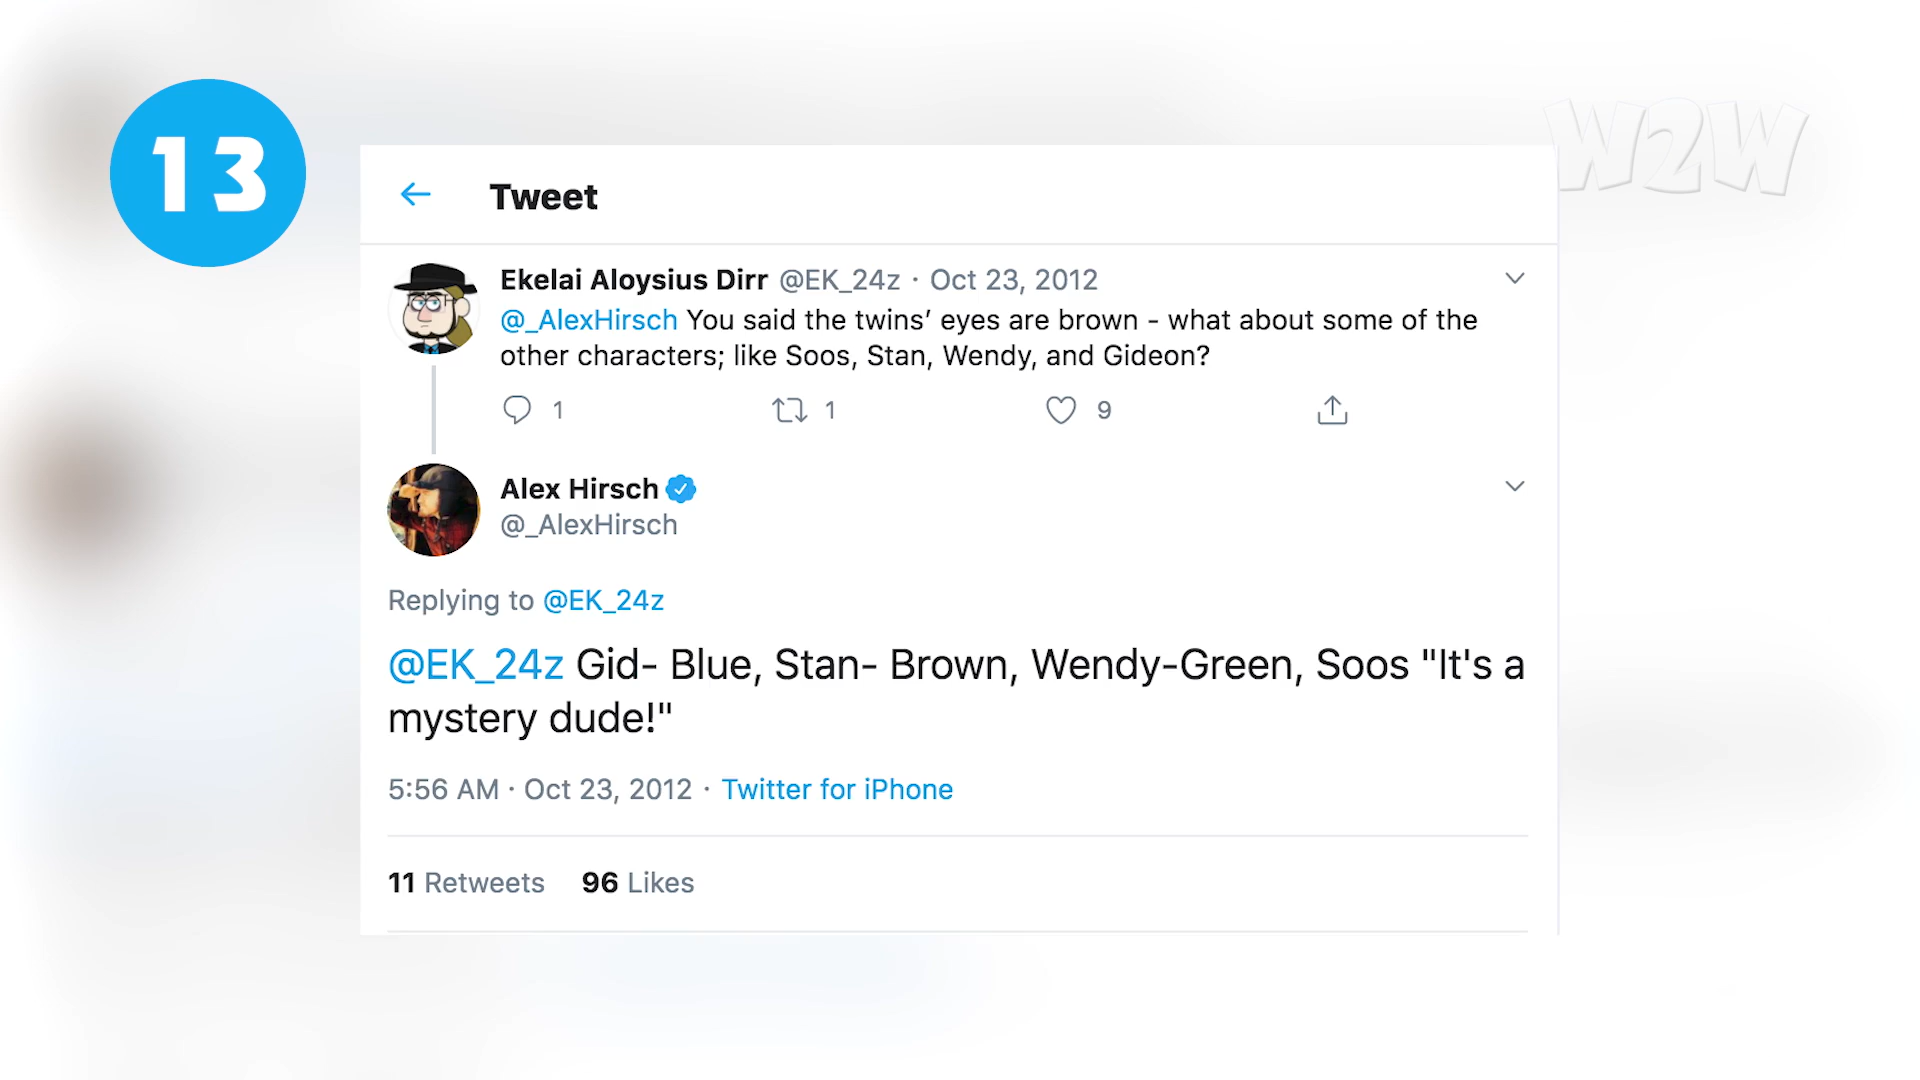 13
W2W
Tweet
Ekelai Aloysius Dirr @EK_24z · Oct 23, 2012
@_AlexHirsch You said the twins’ eyes are brown - what about some of the
other characters; like Soos, Stan, Wendy, and Gideon?
1 1 9
Alex Hirsch
@_AlexHirsch
Replying to @EK_24z
@EK_24z Gid- Blue, Stan- Brown, Wendy-Green, Soos "It's a
mystery dude!"
5:56 AM · Oct 23, 2012 · Twitter for iPhone
11 Retweets 96 Likes